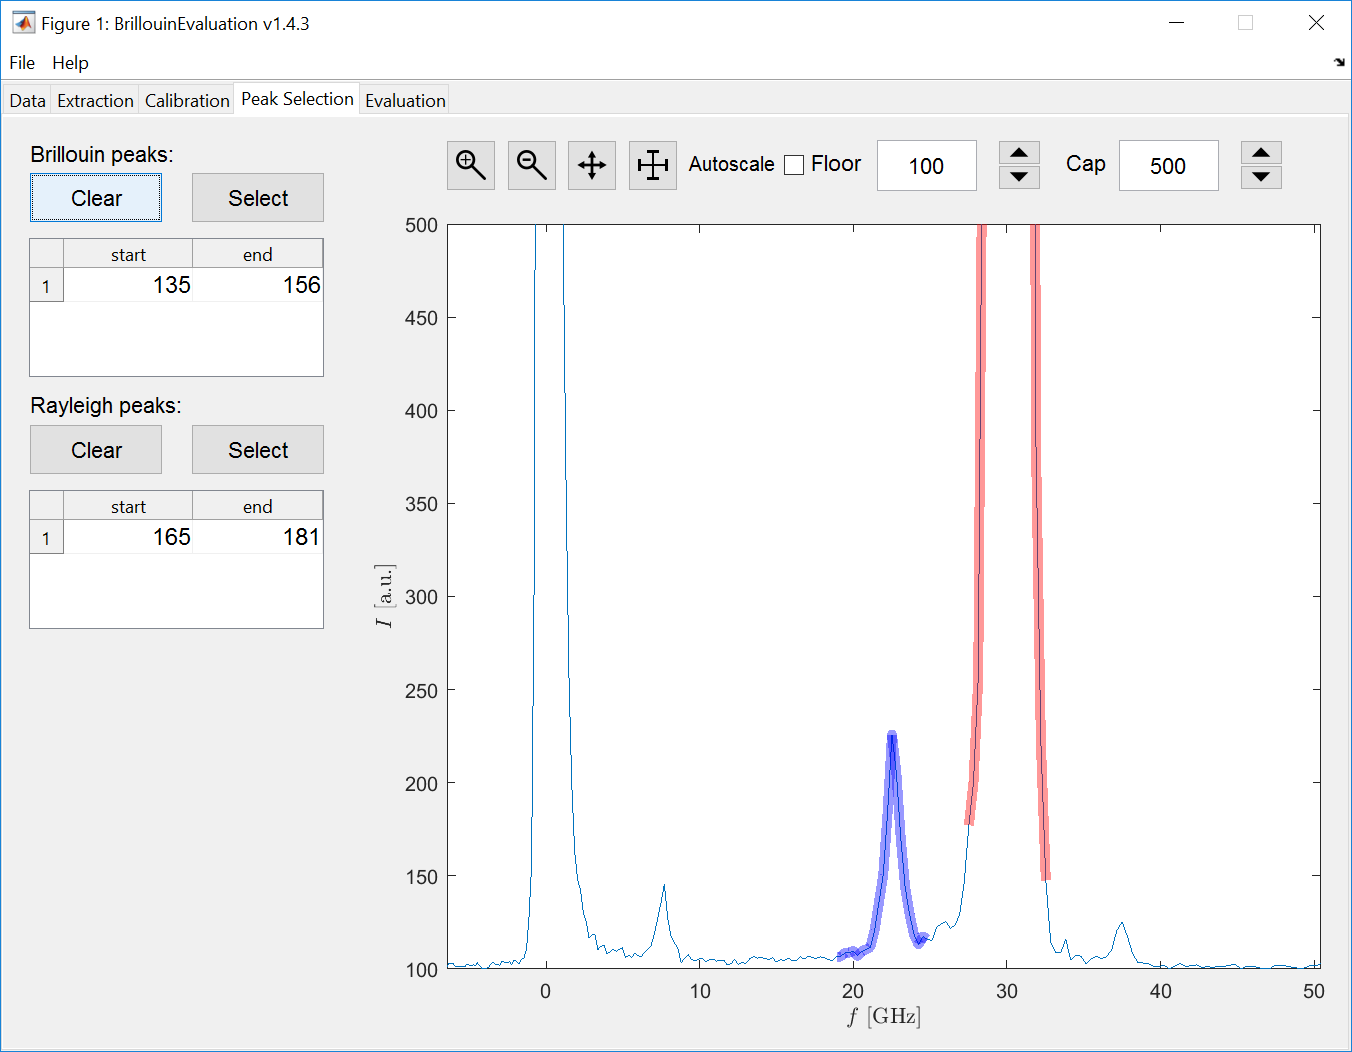 Figure 1: BrillouinEvaluation v1.4.3
File Help
Data Extraction Calibration Peak Selection Evaluation
Brillouin peaks:
Clear Select
start end
1 135 156
Rayleigh peaks:
Clear Select
start end
1 165 181
Autoscale Floor 100 Cap 500
500
450
400
350
300
250
200
150
100
I [a.u.]
0 10 20 30 40 50
f [GHz]